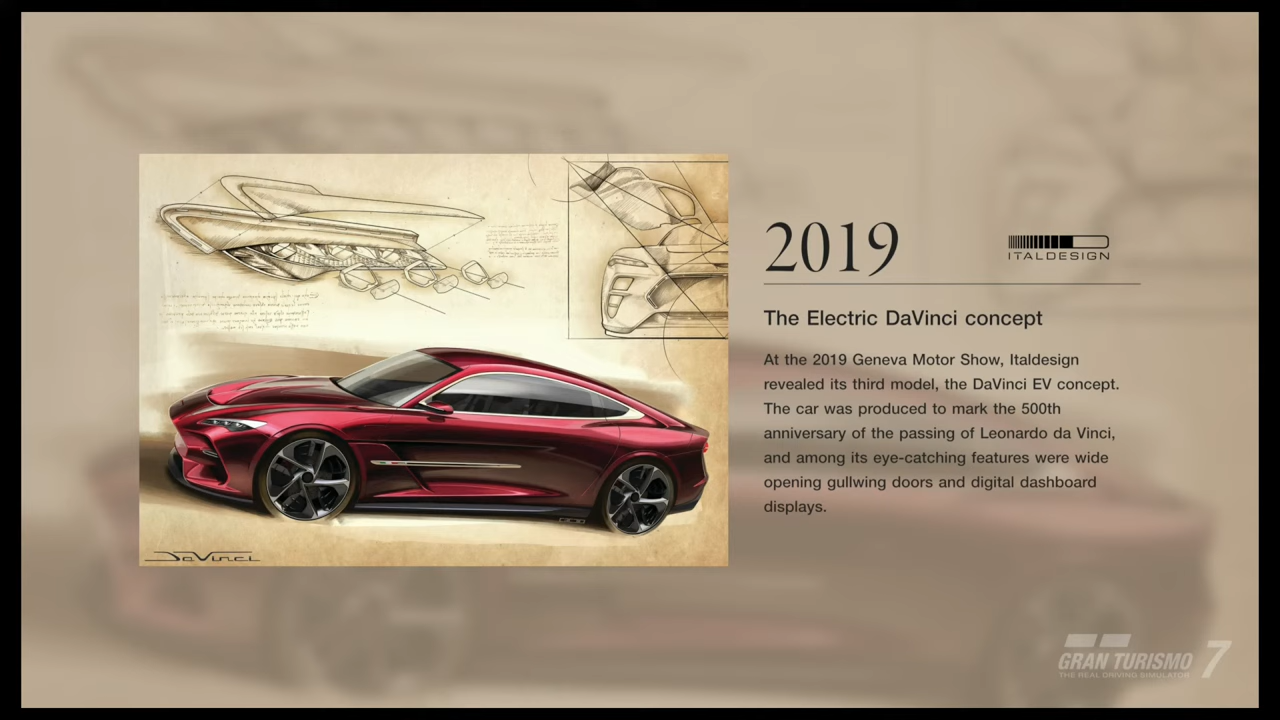 2019
ITALDESIGN
The Electric DaVinci concept
At the 2019 Geneva Motor Show, Italdesign
revealed its third model, the DaVinci EV concept.
The car was produced to mark the 500th
anniversary of the passing of Leonardo da Vinci,
and among its eye-catching features were wide
opening gullwing doors and digital dashboard
displays.
DaVinci
GRAN TURISMO 7
THE REAL DRIVING SIMULATOR